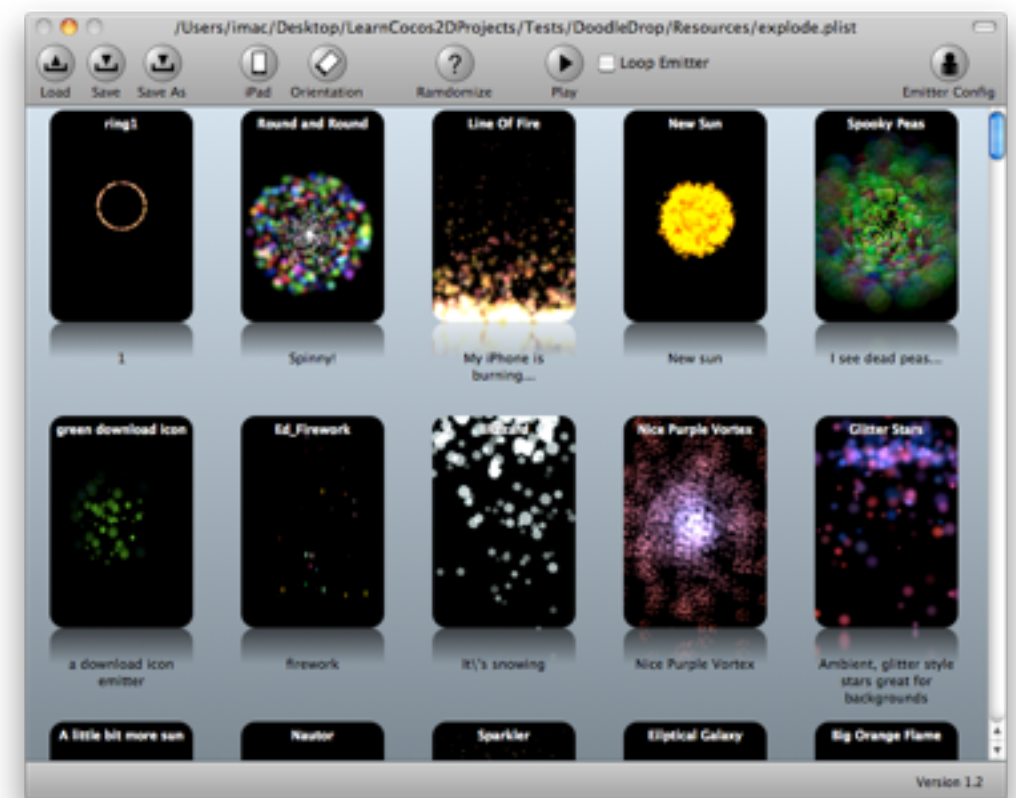 /Users/imac/Desktop/LearnCocos2DProjects/Tests/DoodleDrop/Resources/explode.plist
Load Save Save As iPad Orientation Ramdomize Play Loop Emitter Emitter Config
ring1 Round and Round Line Of Fire New Sun Spooky Peas
1 Spinny! My iPhone is New sun I see dead peas...
burning...
green download icon Ed_Firework Nice Purple Vortex Glitter Stars
a download icon firework It\'s snowing Nice Purple Vortex Ambient, glitter style
emitter stars great for
backgrounds
A little bit more sun Nautor Sparkler Eliptical Galaxy Big Orange Flame
Version 1.2